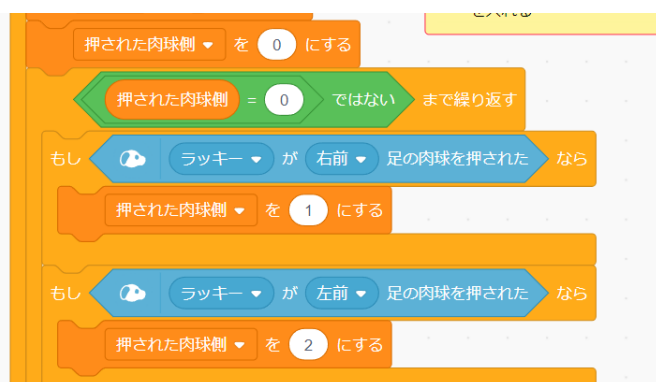 を入れる
押された肉球側 を 0 にする
押された肉球側 = 0 ではない まで繰り返す
もし ラッキー が 右前 足の肉球を押された なら
押された肉球側 を 1 にする
もし ラッキー が 左前 足の肉球を押された なら
押された肉球側 を 2 にする